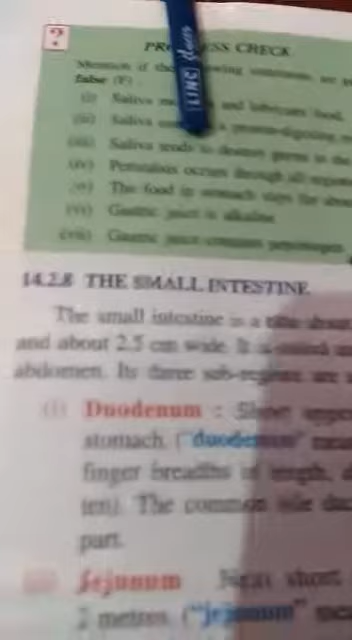 ?
PROGRESS CHECK
Mention if the following statements are
false (F)
(i) Saliva and lubricates food.
(ii) Saliva a protein-digesting
(iii) Saliva tends to destroy germs in the
(iv) Peristalsis occurs through all
(v) The food in stomach stays for about
(vi) Gastric juice is alkaline
(vii) Gastric juice contains pepsinogen
LINC
14.2.8 THE SMALL INTESTINE
The small intestine is a tube about
and about 2.5 cm wide. It is coiled
abdomen. Its three sub-regions are
(i) Duodenum : Short upper
stomach. ("duodenum" mean
finger breadths in length,
ten). The common bile duc
part.
(ii) Jejunum Next short
2 metres. ("jejunum" mea